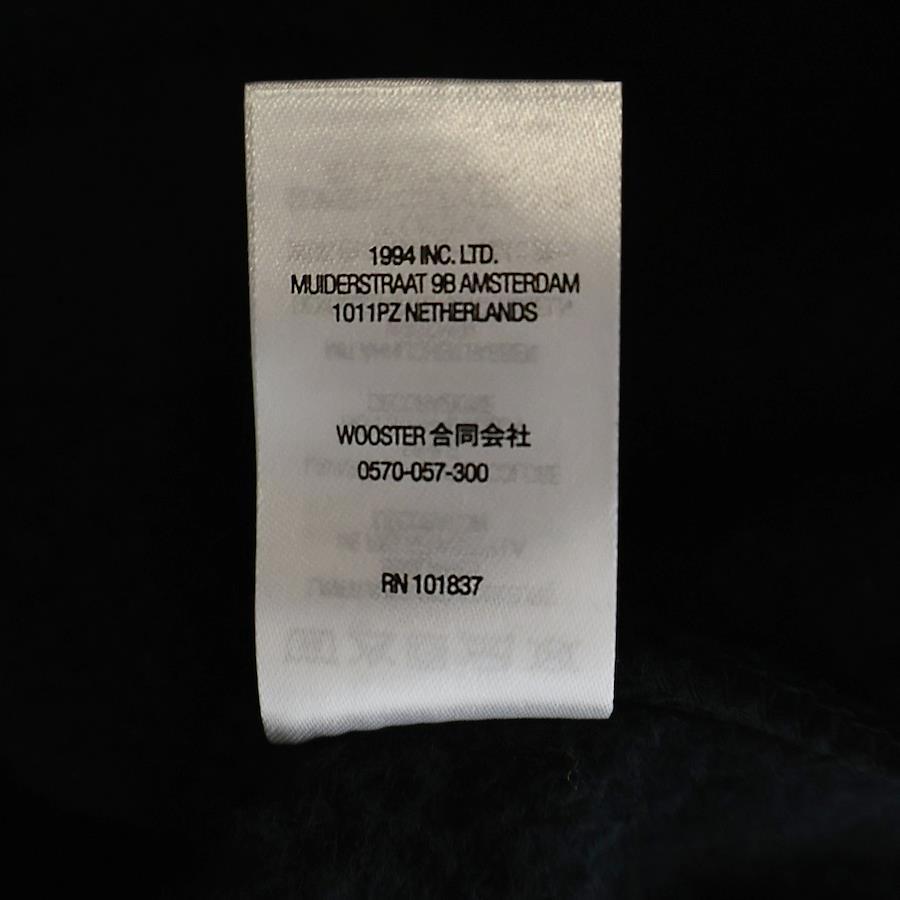 1994 INC. LTD.
MUIDERSTRAAT 9B AMSTERDAM
1011PZ NETHERLANDS
WOOSTER 合同会社
0570-057-300
RN 101837